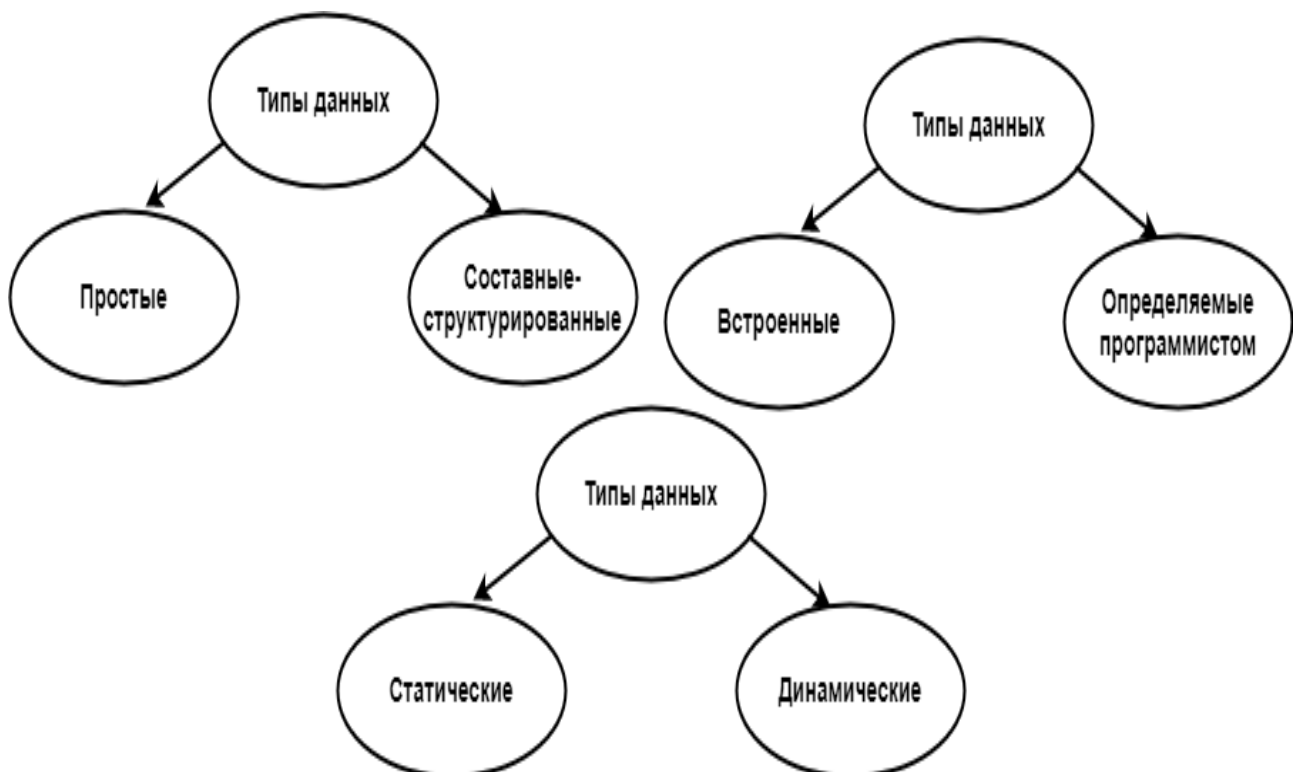 Типы данных
Простые
Составные-
структурированные
Типы данных
Встроенные
Определяемые
программистом
Типы данных
Статические
Динамические